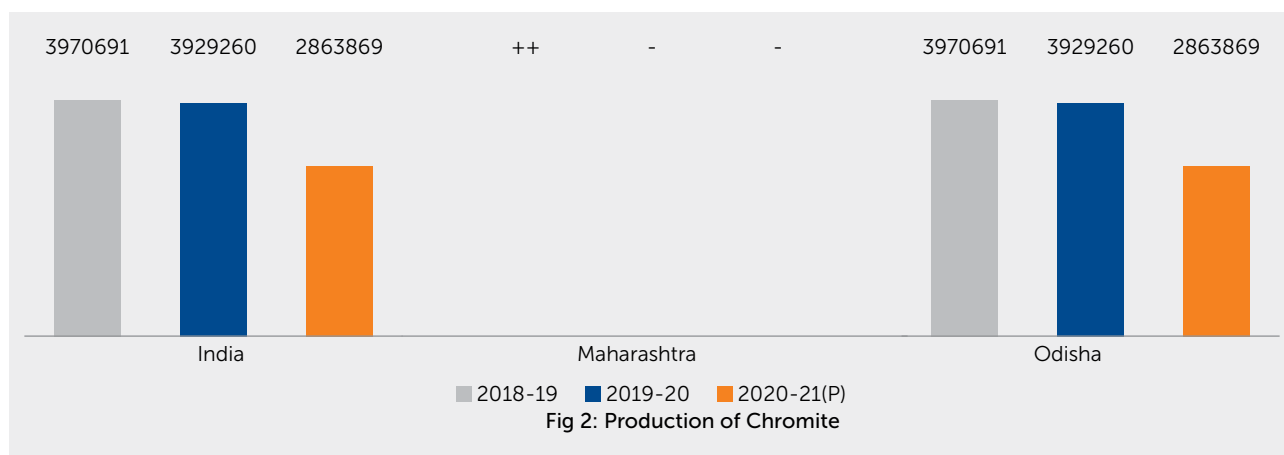 3970691 3929260 2863869 ++ - - 3970691 3929260 2863869
India Maharashtra Odisha
2018-19 2019-20 2020-21(P)
Fig 2: Production of Chromite